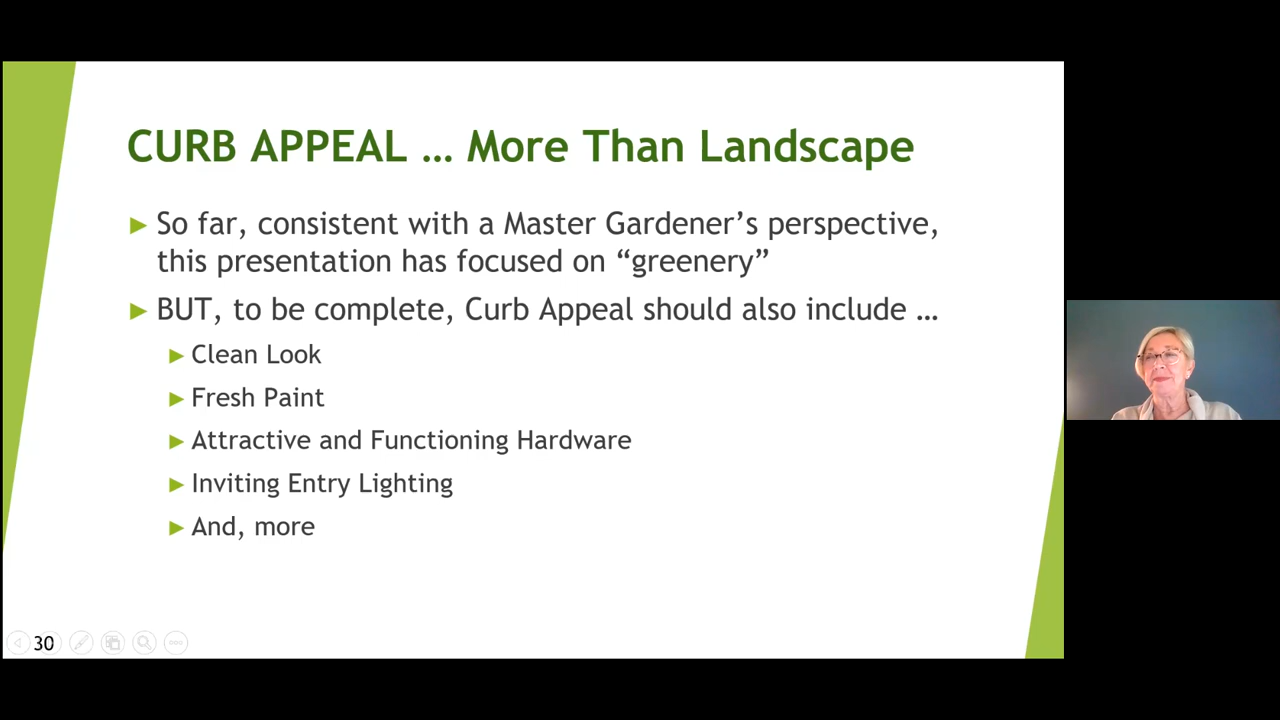 CURB APPEAL … More Than Landscape
► So far, consistent with a Master Gardener’s perspective,
this presentation has focused on “greenery”
► BUT, to be complete, Curb Appeal should also include …
► Clean Look
► Fresh Paint
► Attractive and Functioning Hardware
► Inviting Entry Lighting
► And, more
30